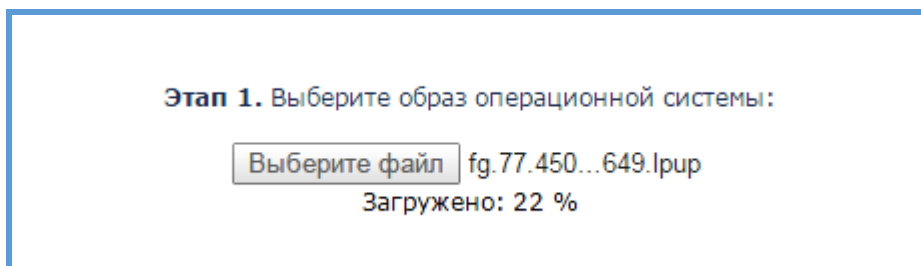 Этап 1. Выберите образ операционной системы:
Выберите файл fg.77.450...649.lpup
Загружено: 22 %